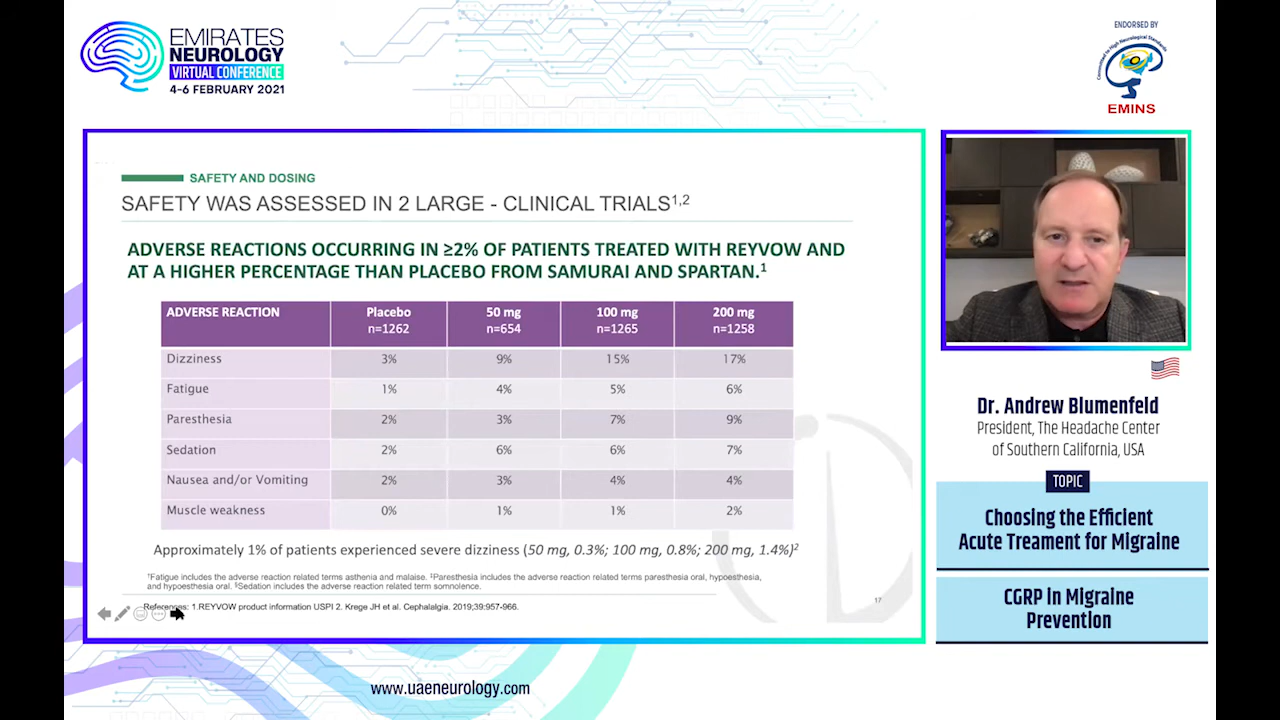 EMIRATES
NEUROLOGY
VIRTUAL CONFERENCE
4-6 FEBRUARY 2021
ENDORSED BY
Committed to High Neurological Standards
EMINS
SAFETY AND DOSING
SAFETY WAS ASSESSED IN 2 LARGE - CLINICAL TRIALS1,2
ADVERSE REACTIONS OCCURRING IN ≥2% OF PATIENTS TREATED WITH REYVOW AND
AT A HIGHER PERCENTAGE THAN PLACEBO FROM SAMURAI AND SPARTAN.1
ADVERSE REACTION Placebo 50 mg 100 mg 200 mg
n=1262 n=654 n=1265 n=1258
Dizziness 3% 9% 15% 17%
Fatigue 1% 4% 5% 6%
Paresthesia 2% 3% 7% 9%
Sedation 2% 6% 6% 7%
Nausea and/or Vomiting 2% 3% 4% 4%
Muscle weakness 0% 1% 1% 2%
Approximately 1% of patients experienced severe dizziness (50 mg, 0.3%; 100 mg, 0.8%; 200 mg, 1.4%)2
†Fatigue includes the adverse reaction related terms asthenia and malaise. ‡Paresthesia includes the adverse reaction related terms paresthesia oral, hypoesthesia,
and hypoesthesia oral. §Sedation includes the adverse reaction related term somnolence.
References: 1.REYVOW product information USPI 2. Krege JH et al. Cephalalgia. 2019;39:957-966.
17
Dr. Andrew Blumenfeld
President, The Headache Center
of Southern California, USA
TOPIC
Choosing the Efficient
Acute Treament for Migraine
CGRP in Migraine
Prevention
www.uaeneurology.com